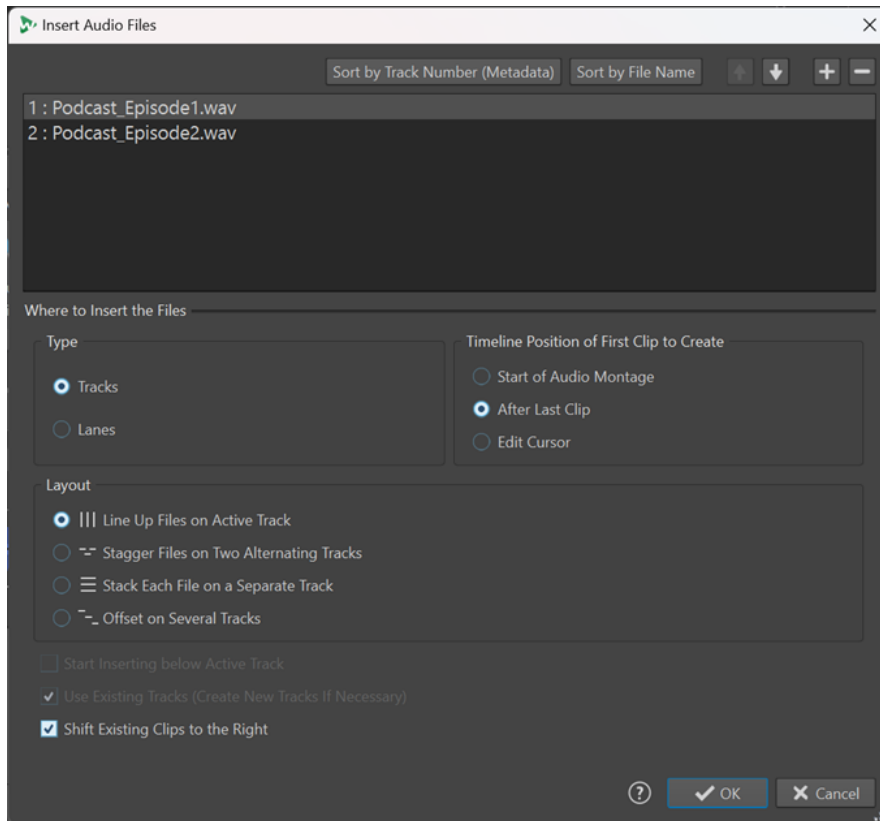 Insert Audio Files
Sort by Track Number (Metadata) Sort by File Name
1 : Podcast_Episode1.wav
2 : Podcast_Episode2.wav
Where to Insert the Files
Type
Tracks
Lanes
Timeline Position of First Clip to Create
Start of Audio Montage
After Last Clip
Edit Cursor
Layout
Line Up Files on Active Track
Stagger Files on Two Alternating Tracks
Stack Each File on a Separate Track
Offset on Several Tracks
Start Inserting below Active Track
Use Existing Tracks (Create New Tracks If Necessary)
Shift Existing Clips to the Right
? OK Cancel